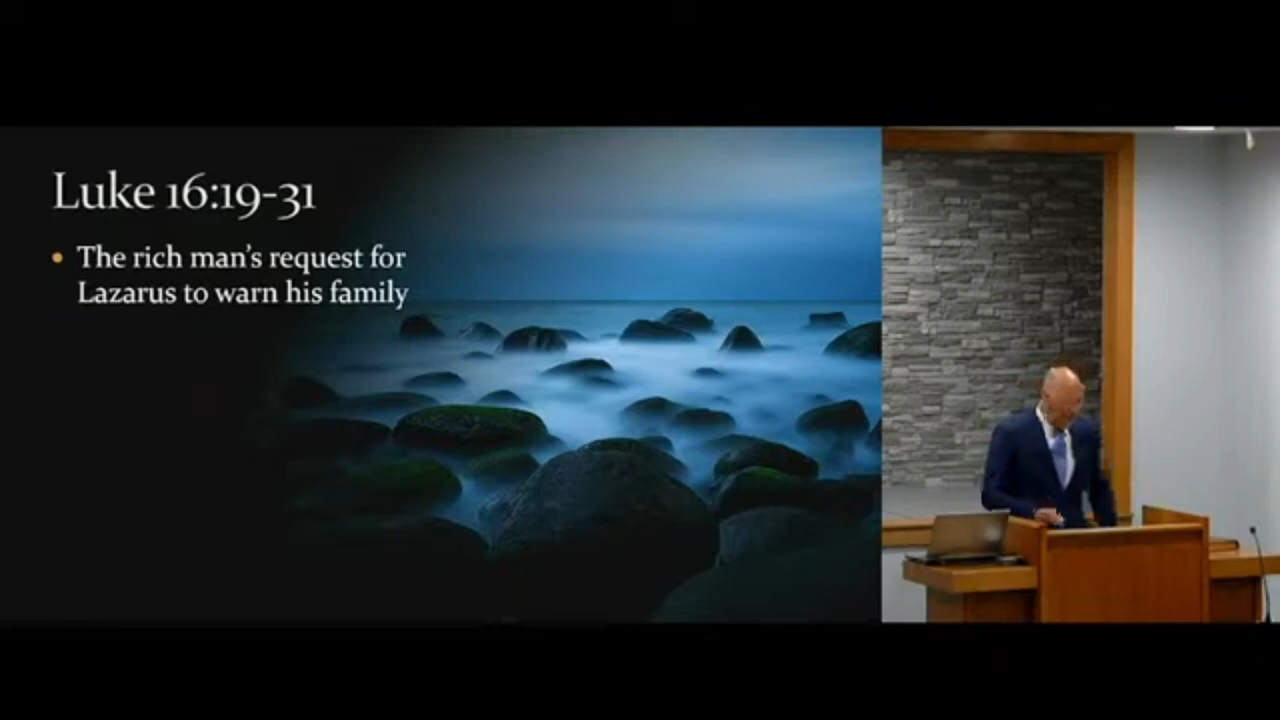 Luke 16:19-31
• The rich man's request for
Lazarus to warn his family